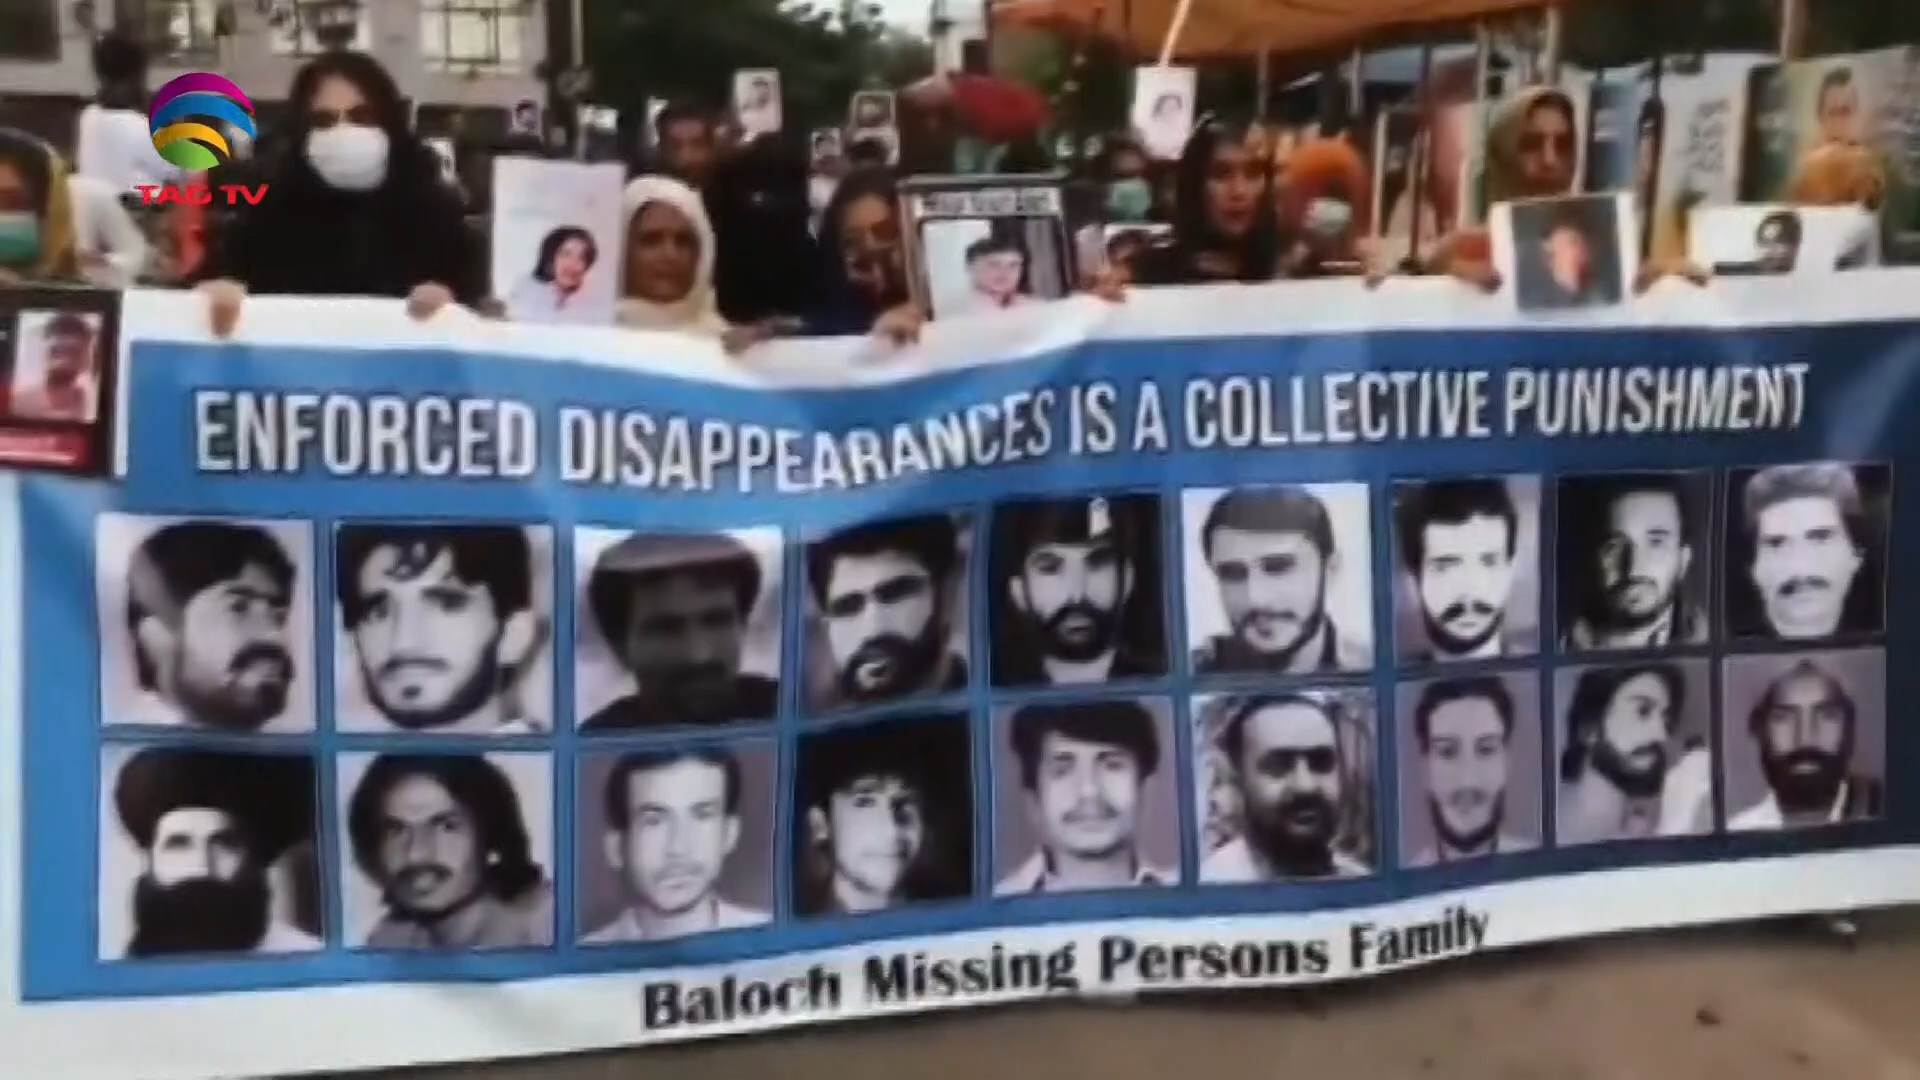 TAG TV
ENFORCED DISAPPEARANCES IS A COLLECTIVE PUNISHMENT
Baloch Missing Persons Family